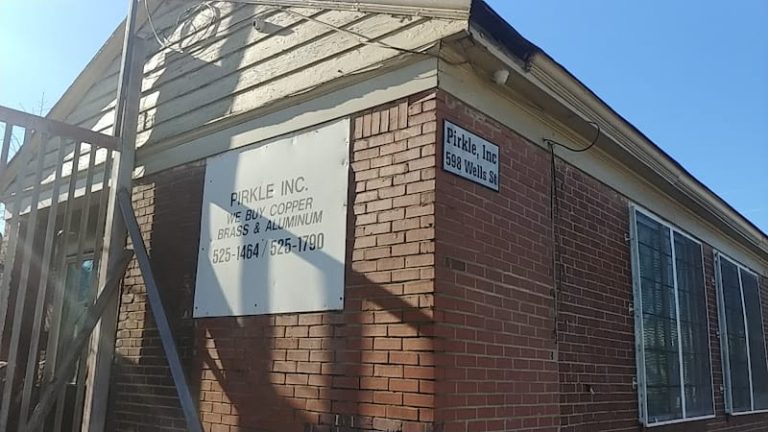 PIRKLE INC.
WE BUY COPPER
BRASS & ALUMINUM
525-1464 / 525-1790
Pirkle, Inc
598 Wells St